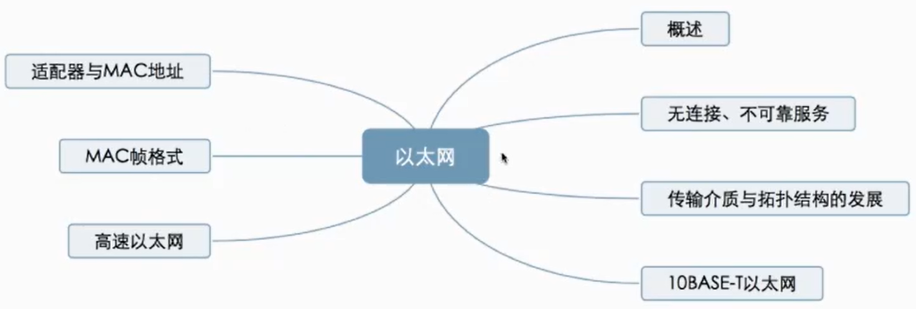 概述
适配器与MAC地址
无连接、不可靠服务
MAC帧格式
以太网
传输介质与拓扑结构的发展
高速以太网
10BASE-T以太网